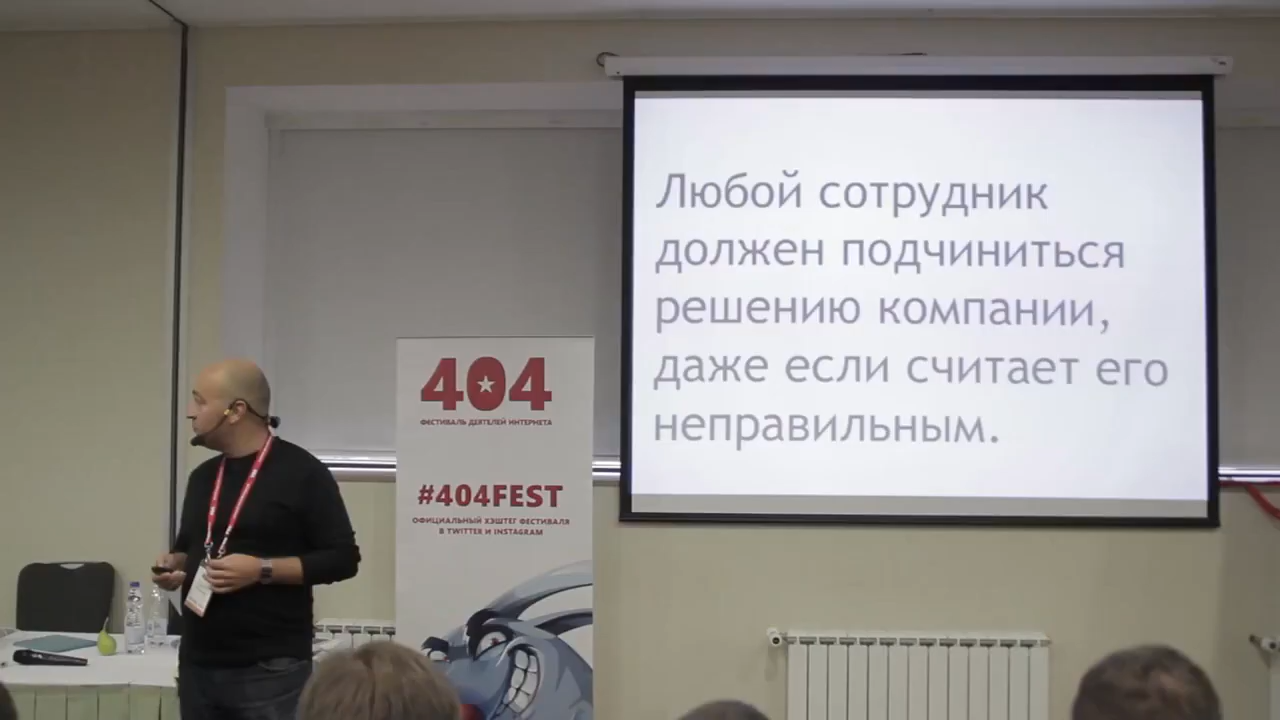 Любой сотрудник
должен подчиниться
решению компании,
даже если считает его
неправильным.
404
ФЕСТИВАЛЬ ДЕЯТЕЛЕЙ ИНТЕРНЕТА
#404FEST
ОФИЦИАЛЬНЫЙ ХЭШТЕГ ФЕСТИВАЛЯ
В TWITTER И INSTAGRAM